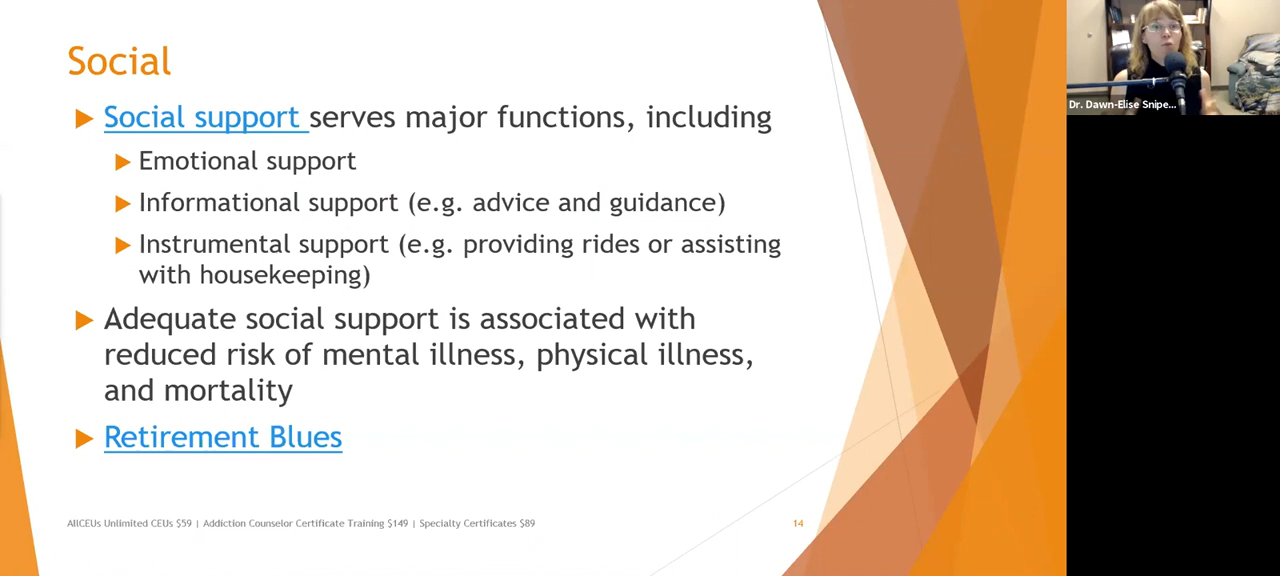 Social
Social support serves major functions, including
Emotional support
Informational support (e.g. advice and guidance)
Instrumental support (e.g. providing rides or assisting
with housekeeping)
Adequate social support is associated with
reduced risk of mental illness, physical illness,
and mortality
Retirement Blues
AllCEUs Unlimited CEUs $59 | Addiction Counselor Certificate Training $149 | Specialty Certificates $89
14
Dr. Dawn-Elise Snipe...